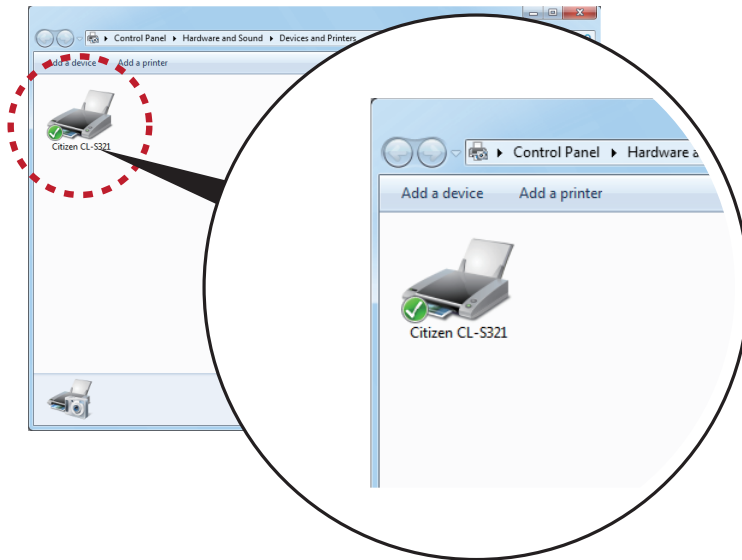 Control Panel ▸ Hardware and Sound ▸ Devices and Printers
Add a device Add a printer
Citizen CL-S321
Control Panel ▸ Hardware a
Add a device Add a printer
Citizen CL-S321